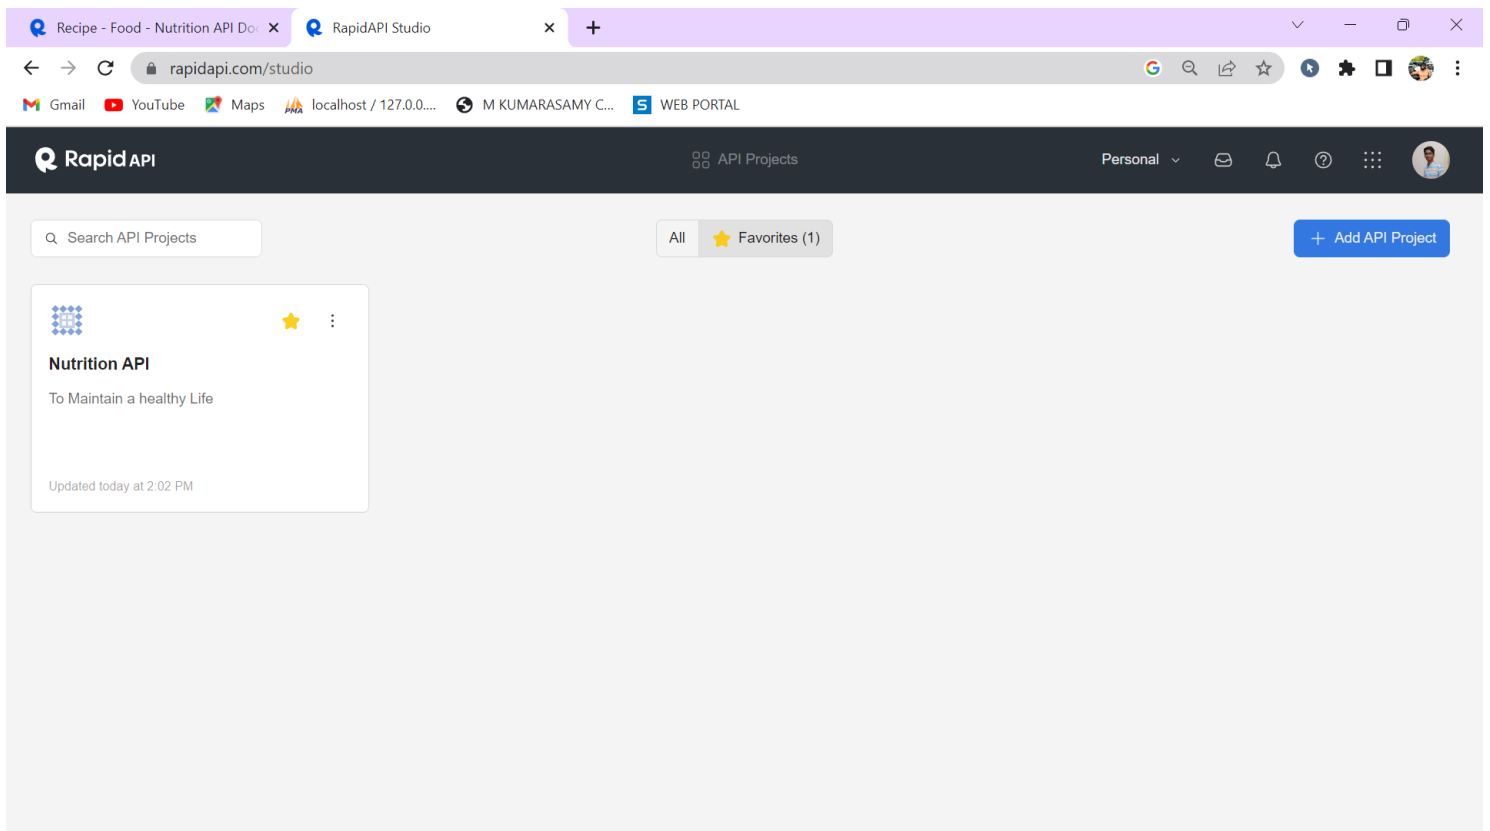 Recipe - Food - Nutrition API Do
RapidAPI Studio
rapidapi.com/studio
Gmail
YouTube
Maps
PMA
localhost / 127.0.0....
M KUMARASAMY C...
S
WEB PORTAL
Rapid API
API Projects
Personal
Search API Projects
All
Favorites (1)
+ Add API Project
Nutrition API
To Maintain a healthy Life
Updated today at 2:02 PM